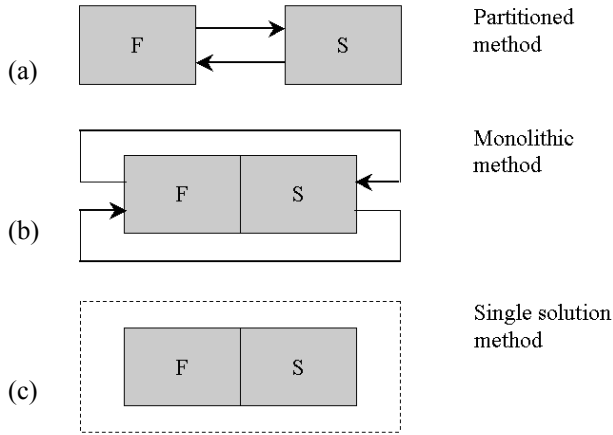 F
S
Partitioned
method
(a)
F
S
Monolithic
method
(b)
F
S
Single solution
method
(c)